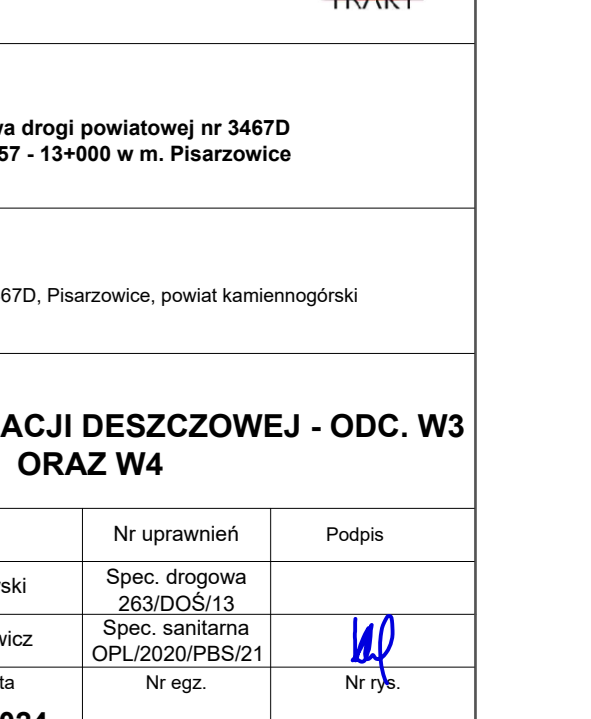 drogi powiatowej nr 3467D
57 - 13+000 w m. Pisarzowice
67D, Pisarzowice, powiat kamiennogórski
ACJI DESZCZOWEJ - ODC. W3
ORAZ W4
Nr uprawnień Podpis
ski Spec. drogowa
263/DOŚ/13
wicz Spec. sanitarna
OPL/2020/PBS/21
ta Nr egz. Nr rys.